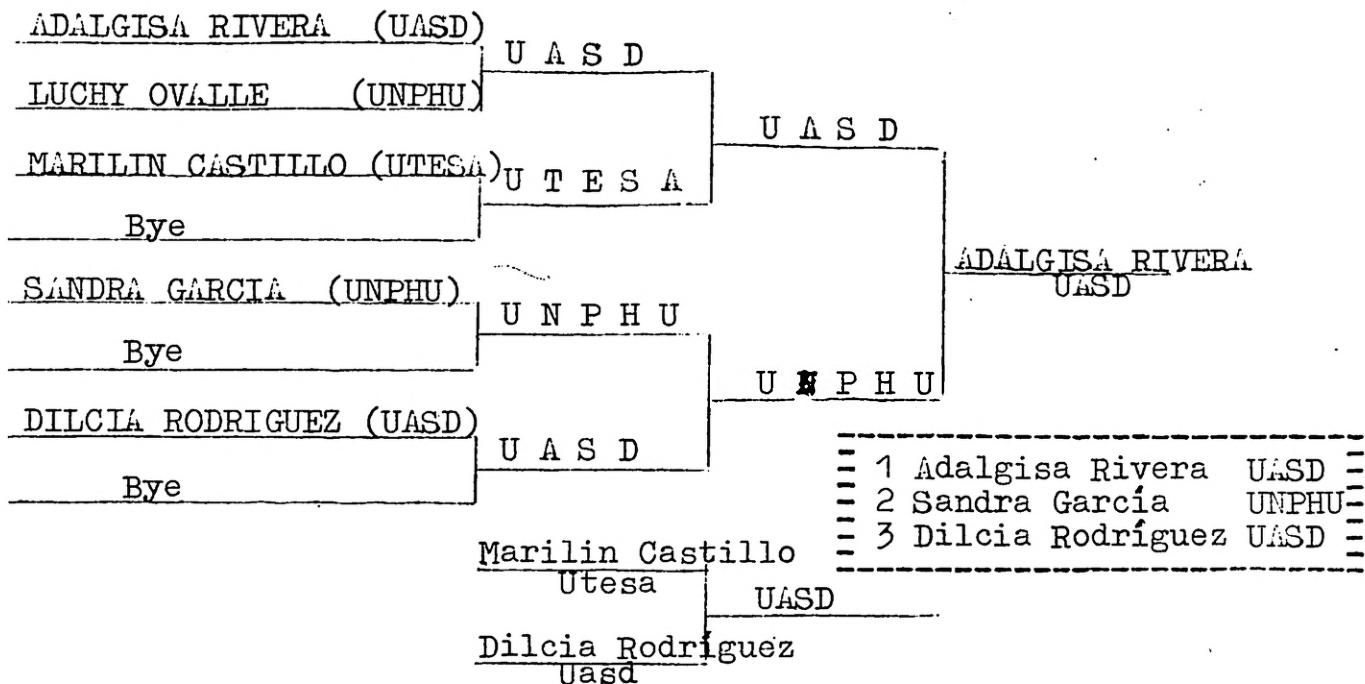 ADALGISA RIVERA (UASD)
U A S D
LUCHY OVALLE (UNPHU)
U A S D
MARILIN CASTILLO (UTESA)
U T E S A
Bye
ADALGISA RIVERA
UASD
SANDRA GARCIA (UNPHU)
U N P H U
Bye
U N P H U
DILCIA RODRIGUEZ (UASD)
U A S D
Bye
1 Adalgisa Rivera UASD
2 Sandra García UNPHU
3 Dilcia Rodríguez UASD
Marilin Castillo
Utesa
UASD
Dilcia Rodríguez
Uasd